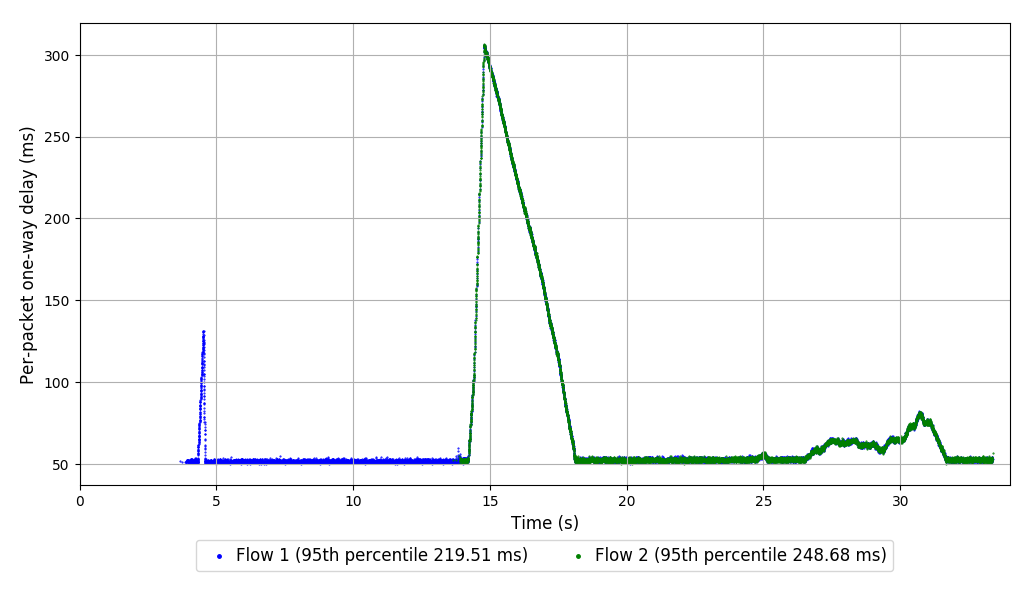 300
250
200
150
100
50
Per-packet one-way delay (ms)
0 5 10 15 20 25 30
Time (s)
Flow 1 (95th percentile 219.51 ms) Flow 2 (95th percentile 248.68 ms)